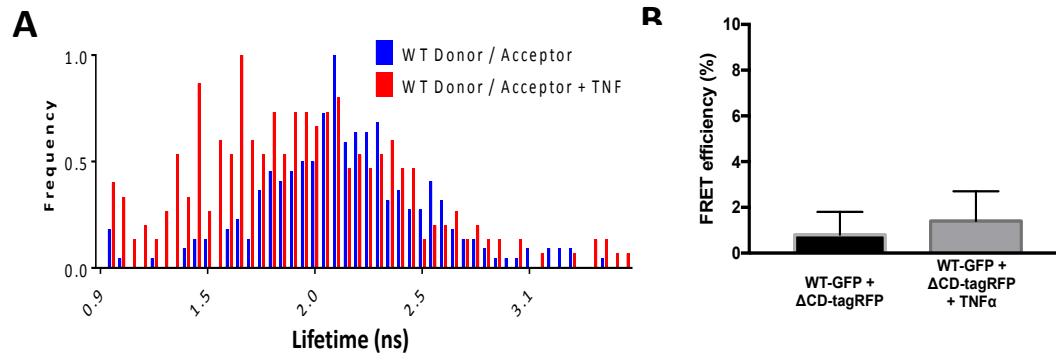 A
Frequency
1.0
0.5
0.0
WT Donor / Acceptor
WT Donor / Acceptor + TNF
0.9
1.5
2.0
2.5
3.1
Lifetime (ns)
B
FRET efficiency (%)
10
8
6
4
2
0
WT-GFP +
ΔCD-tagRFP
WT-GFP +
ΔCD-tagRFP
+ TNFα